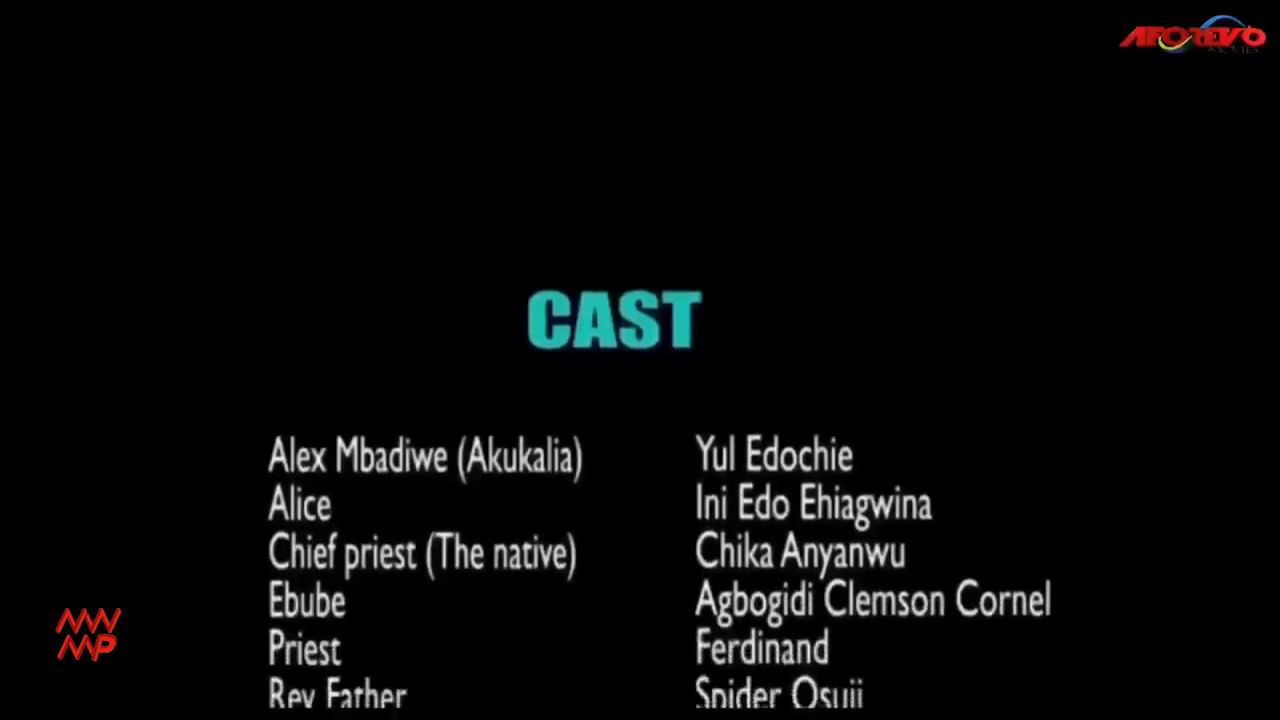 AFOREVO
MOVIES
CAST
Alex Mbadiwe (Akukalia) Yul Edochie
Alice Ini Edo Ehiagwina
Chief priest (The native) Chika Anyanwu
Ebube Agbogidi Clemson Cornel
Priest Ferdinand
Rev Father Spider Osuji